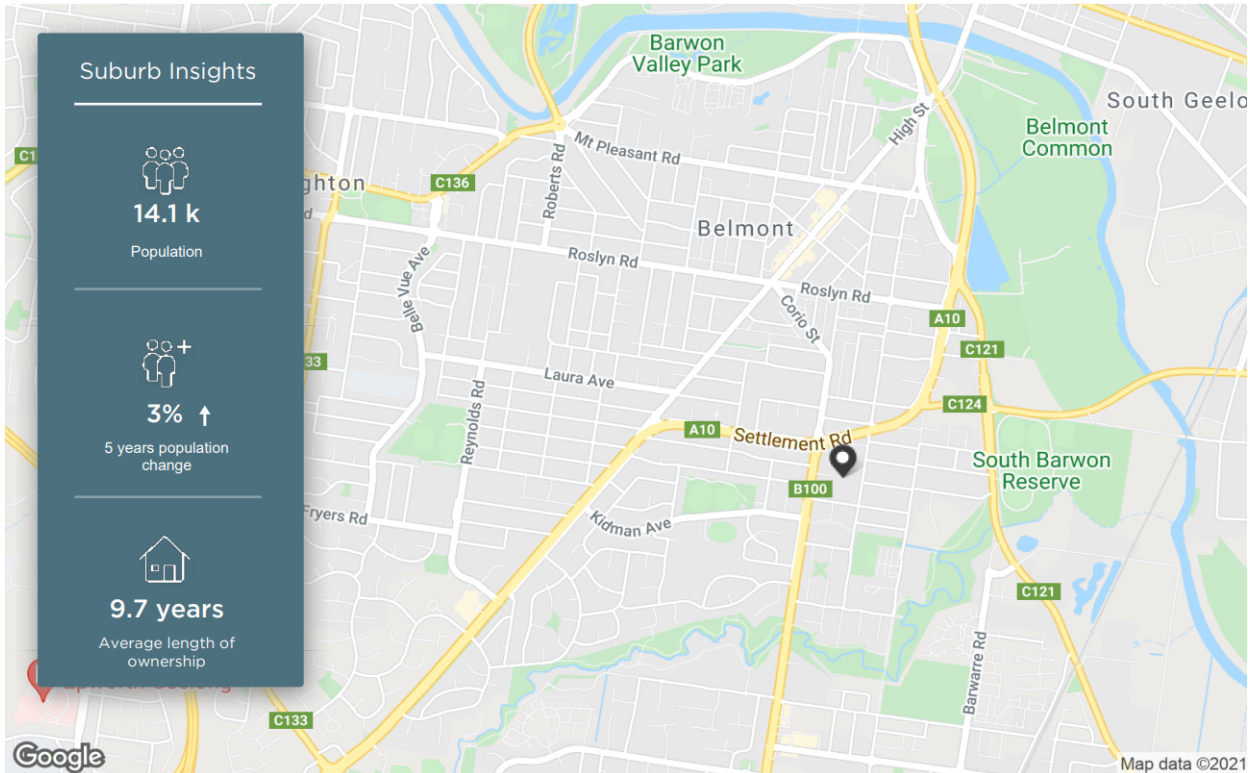 Suburb Insights
14.1 k
Population
3%
5 years population
change
9.7 years
Average length of
ownership
Barwon
Valley Park
South Geelo
Belmont
Common
High St
Mt Pleasant Rd
Roberts Rd
C136
ghton
C1
d
Belmont
Belle Vue Ave
Roslyn Rd
Roslyn Rd
Corio St
A10
C121
33
Laura Ave
Reynolds Rd
C124
A10
Settlement Rd
South Barwon
Reserve
B100
Fryers Rd
Kidman Ave
C121
Barwarre Rd
C133
Google
Map data ©2021